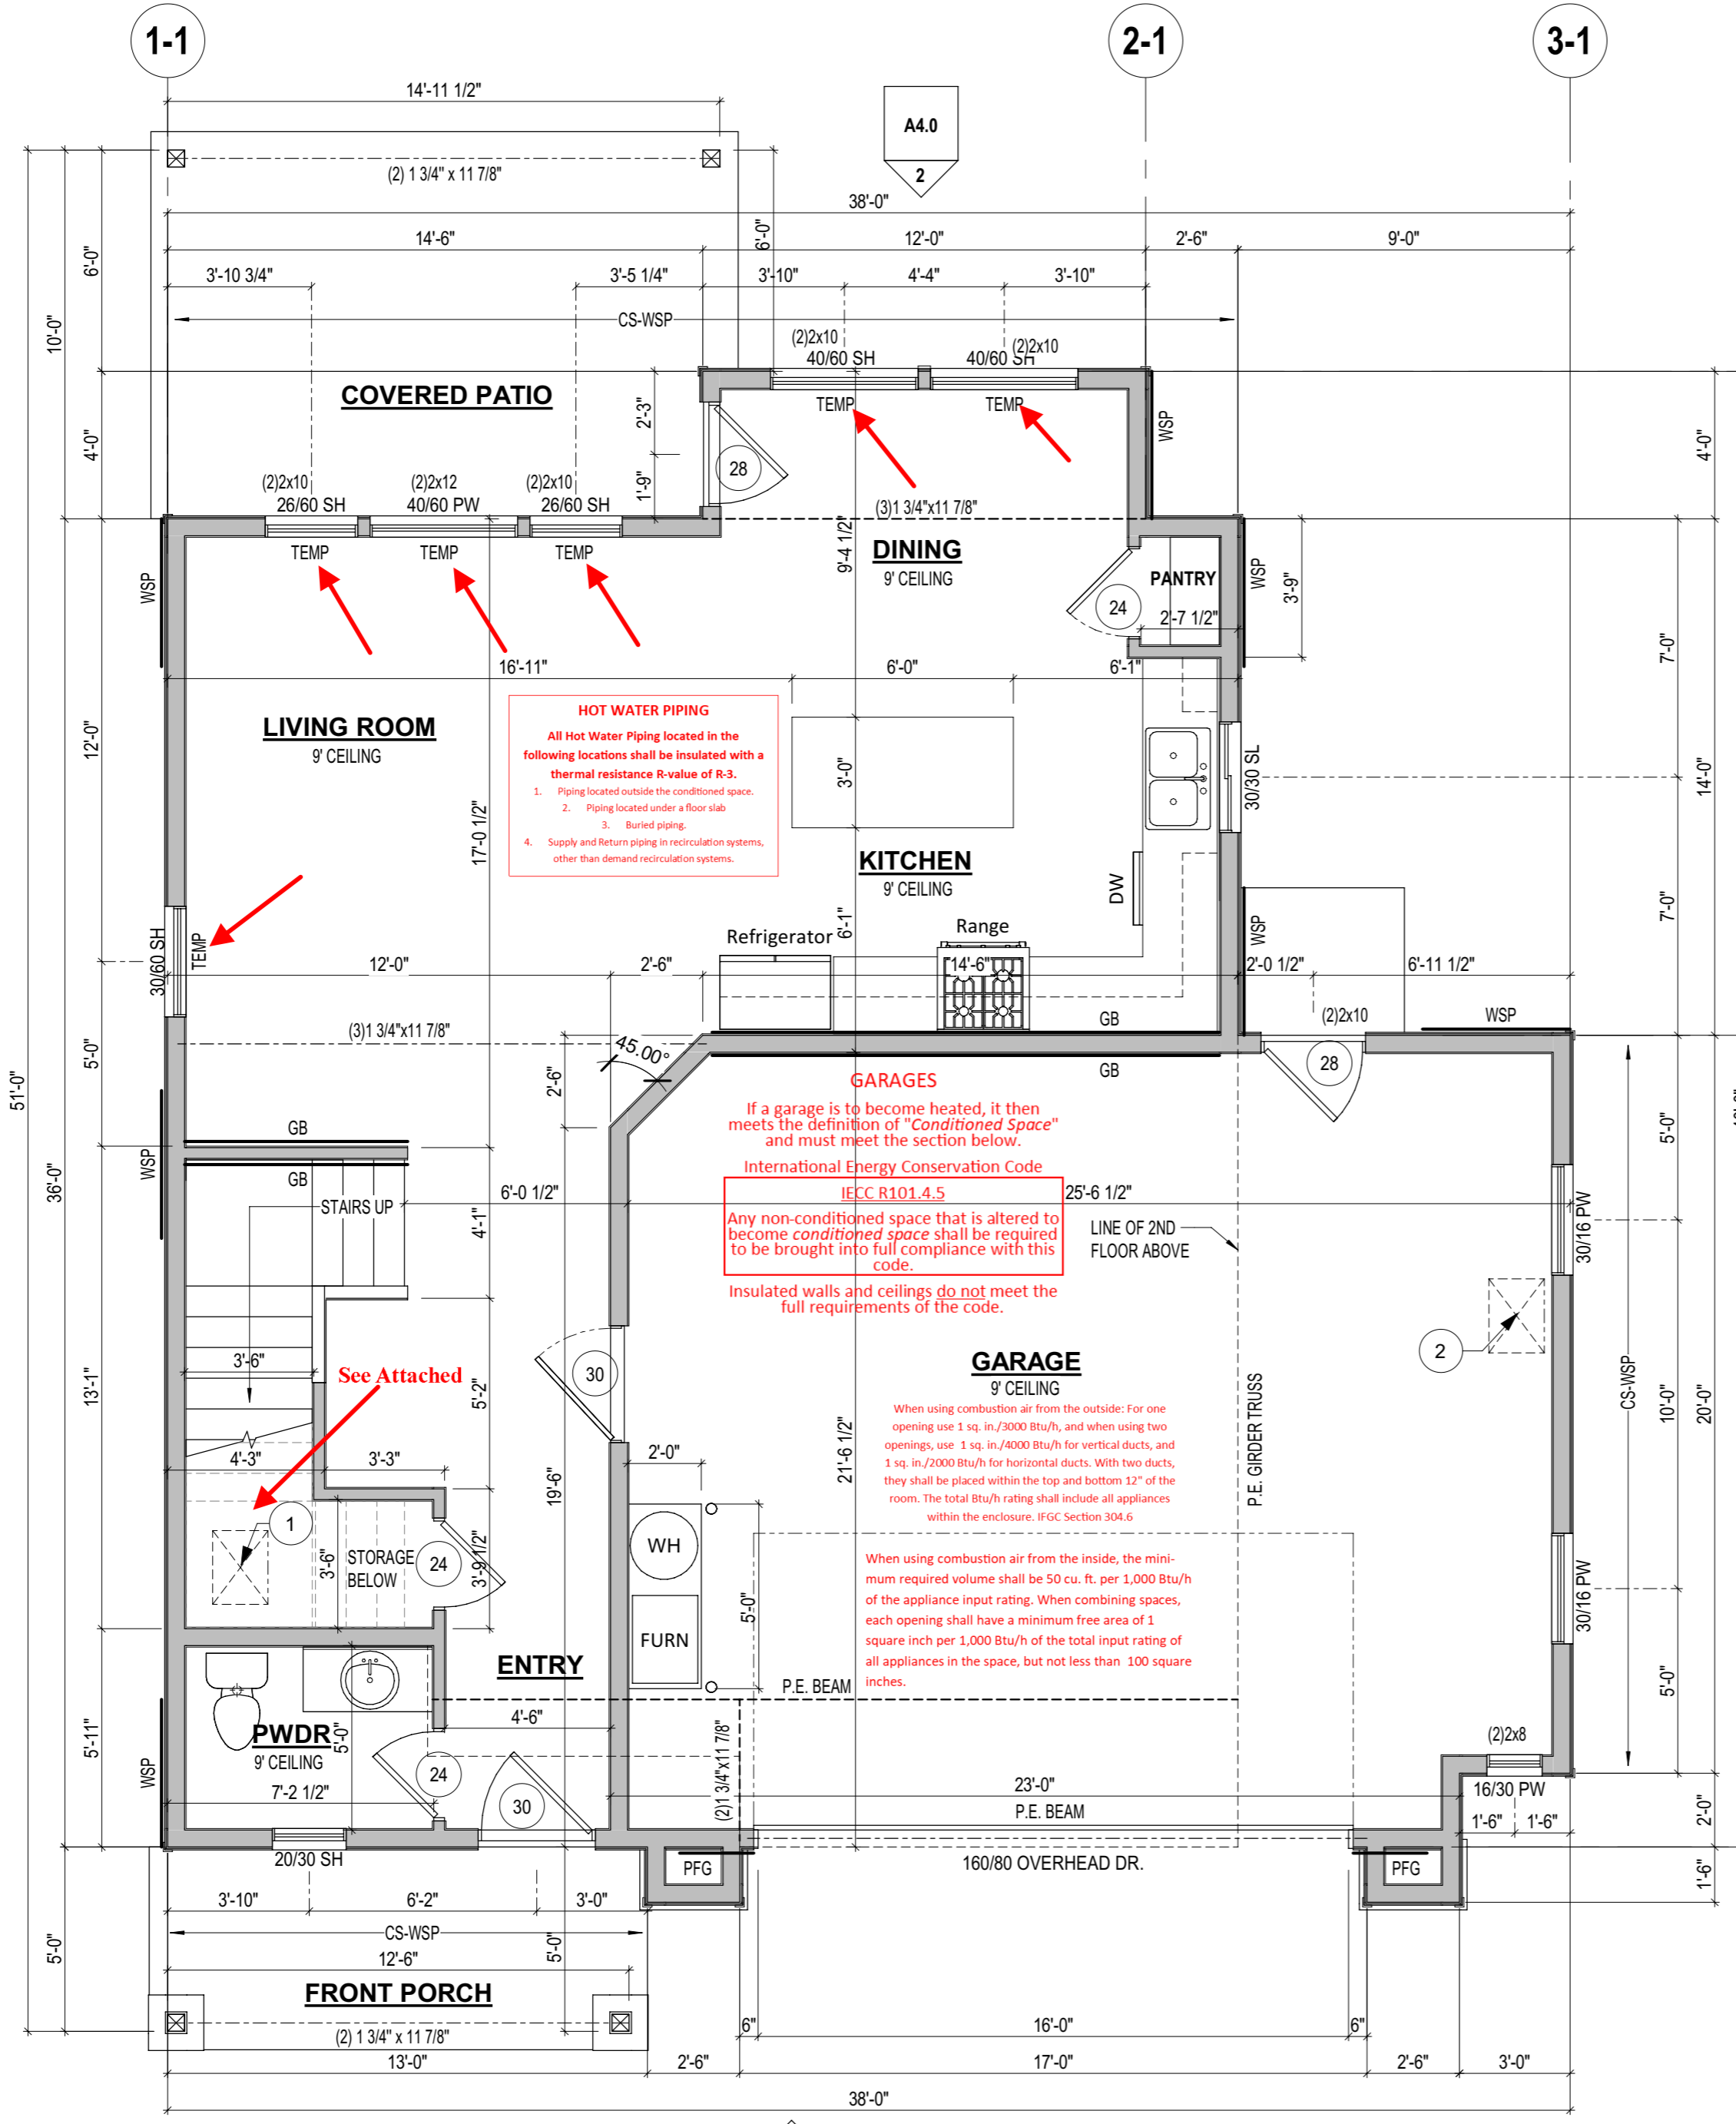 1-1
2-1
3-1
14'-11 1/2"
A4.0
2
(2) 1 3/4" x 11 7/8"
38'-0"
14'-6"
12'-0"
2'-6"
9'-0"
6'-0"
6'-0"
3'-10 3/4"
3'-5 1/4"
3'-10"
4'-4"
3'-10"
10'-0"
CS-WSP
(2)2x10
(2)2x10
40/60 SH
40/60 SH
COVERED PATIO
TEMP
TEMP
2'-3"
WSP
4'-0"
4'-0"
28
1'-9"
(2)2x10
(2)2x12
(2)2x10
26/60 SH
40/60 PW
26/60 SH
(3)1 3/4"x11 7/8"
TEMP
TEMP
TEMP
9'-4 1/2"
DINING
9' CEILING
PANTRY
WSP
WSP
3'-9"
24
2'-7 1/2"
7'-0"
16'-11"
6'-0"
6'-1"
HOT WATER PIPING
All Hot Water Piping located in the
following locations shall be insulated with a
thermal resistance R-value of R-3.
1. Piping located outside the conditioned space.
2. Piping located under a floor slab
3. Buried piping.
4. Supply and Return piping in recirculation systems,
other than demand recirculation systems.
LIVING ROOM
9' CEILING
12'-0"
3'-0"
30/30 SL
14'-0"
17'-0 1/2"
KITCHEN
9' CEILING
DW
6'-1"
7'-0"
Refrigerator
Range
WSP
30/60 SH
TEMP
12'-0"
2'-6"
14'-6"
2'-0 1/2"
6'-11 1/2"
(3)1 3/4"x11 7/8"
45.00°
GB
(2)2x10
WSP
5'-0"
2'-6"
GB
28
51'-0"
GARAGES
If a garage is to become heated, it then
meets the definition of "Conditioned Space"
and must meet the section below.
International Energy Conservation Code
IECC R101.4.5
Any non-conditioned space that is altered to
become conditioned space shall be required
to be brought into full compliance with this
code.
Insulated walls and ceilings do not meet the
full requirements of the code.
5'-0"
GB
WSP
GB
36'-0"
STAIRS UP
6'-0 1/2"
25'-6 1/2"
4'-1"
LINE OF 2ND
FLOOR ABOVE
30/16 PW
3'-6"
See Attached
30
2
GARAGE
9' CEILING
5'-2"
13'-1"
P.E. GIRDER TRUSS
CS-WSP
10'-0"
20'-0"
When using combustion air from the outside: For one
opening use 1 sq. in./3000 Btu/h, and when using two
openings, use 1 sq. in./4000 Btu/h for vertical ducts, and
1 sq. in./2000 Btu/h for horizontal ducts. With two ducts,
they shall be placed within the top and bottom 12" of the
room. The total Btu/h rating shall include all appliances
within the enclosure. IFGC Section 304.6
4'-3"
3'-3"
2'-0"
21'-6 1/2"
19'-6"
1
WH
3'-6"
STORAGE
BELOW
24
3'-9 1/2"
When using combustion air from the inside, the mini-
mum required volume shall be 50 cu. ft. per 1,000 Btu/h
of the appliance input rating. When combining spaces,
each opening shall have a minimum free area of 1
square inch per 1,000 Btu/h of the total input rating of
all appliances in the space, but not less than 100 square
inches.
5'-0"
30/16 PW
FURN
ENTRY
P.E. BEAM
5'-0"
PWDR
9' CEILING
5'-0"
4'-6"
5'-11"
WSP
(2)1 3/4"x11 7/8"
(2)2x8
7'-2 1/2"
24
30
23'-0"
P.E. BEAM
16/30 PW
1'-6"
1'-6"
2'-0"
20/30 SH
PFG
160/80 OVERHEAD DR.
PFG
1'-6"
3'-10"
6'-2"
3'-0"
CS-WSP
5'-0"
5'-0"
12'-6"
FRONT PORCH
(2) 1 3/4" x 11 7/8"
6"
16'-0"
6"
13'-0"
2'-6"
17'-0"
2'-6"
3'-0"
38'-0"